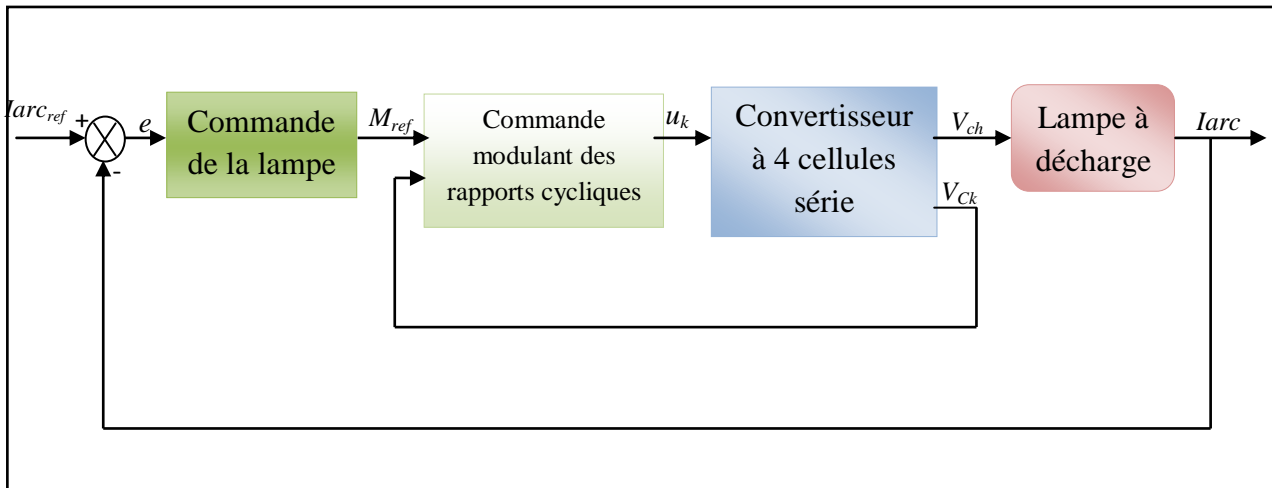 Iarc_ref
+
-
e
Commande
de la lampe
M_ref
Commande
modulant des
rapports cycliques
u_k
Convertisseur
à 4 cellules
série
V_ch
V_Ck
Lampe à
décharge
Iarc